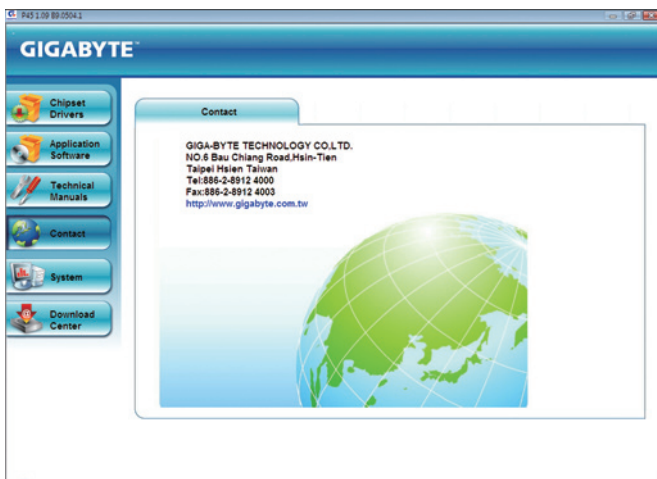 P45 1.09 B9.0504.1
GIGABYTE™
Chipset
Drivers
Application
Software
Technical
Manuals
Contact
System
Download
Center
Contact
GIGA-BYTE TECHNOLOGY CO,LTD.
NO.6 Bau Chiang Road,Hsin-Tien
Taipei Hsien Taiwan
Tel:886-2-8912 4000
Fax:886-2-8912 4003
http://www.gigabyte.com.tw